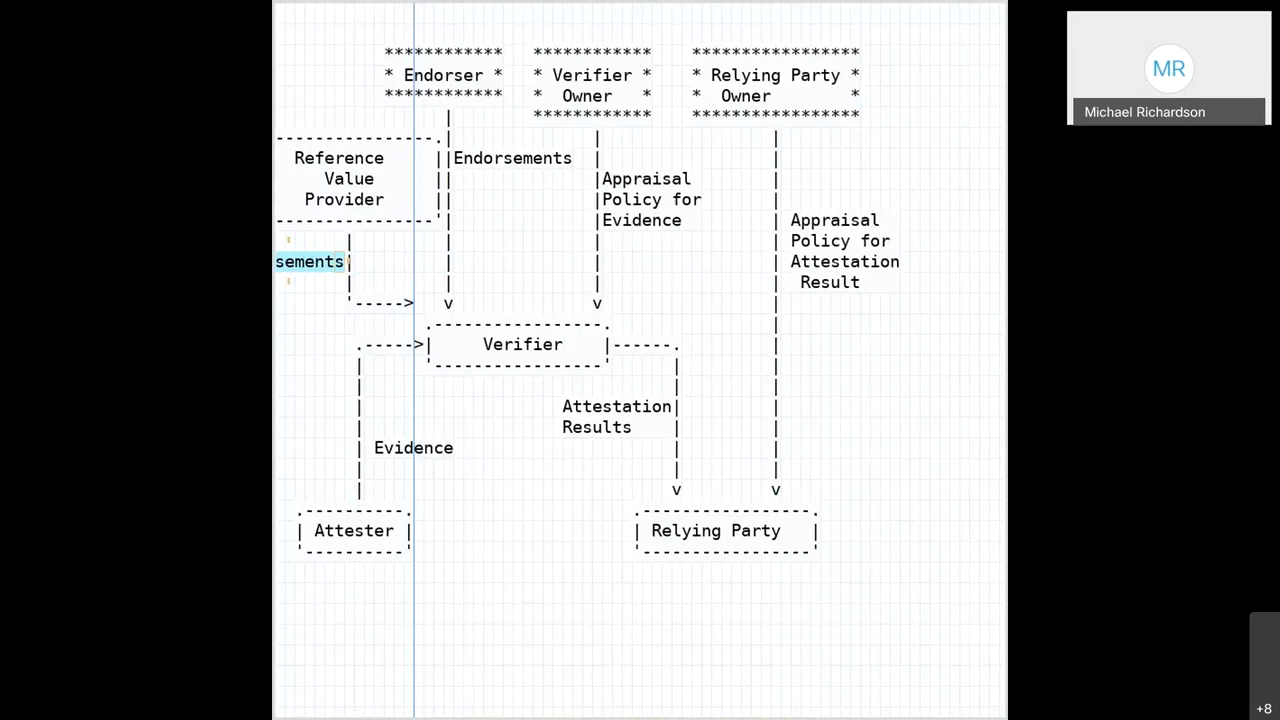 * Endorser *
* Verifier *
* Owner *
* Relying Party *
* Owner *
Reference
Value
Provider
Endorsements
Appraisal
Policy for
Evidence
Appraisal
Policy for
Attestation
Result
sements
Verifier
Attestation
Results
Evidence
Attester
Relying Party
MR
Michael Richardson
+8